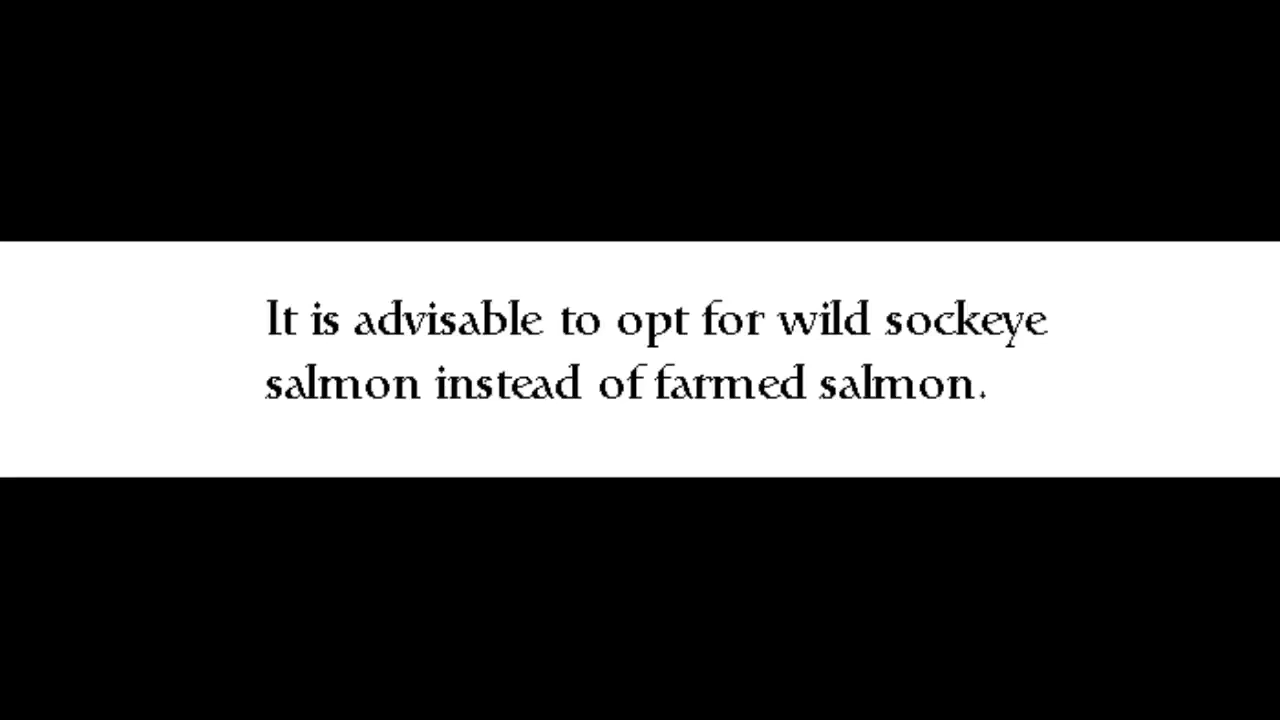 It is advisable to opt for wild sockeye
salmon instead of farmed salmon.